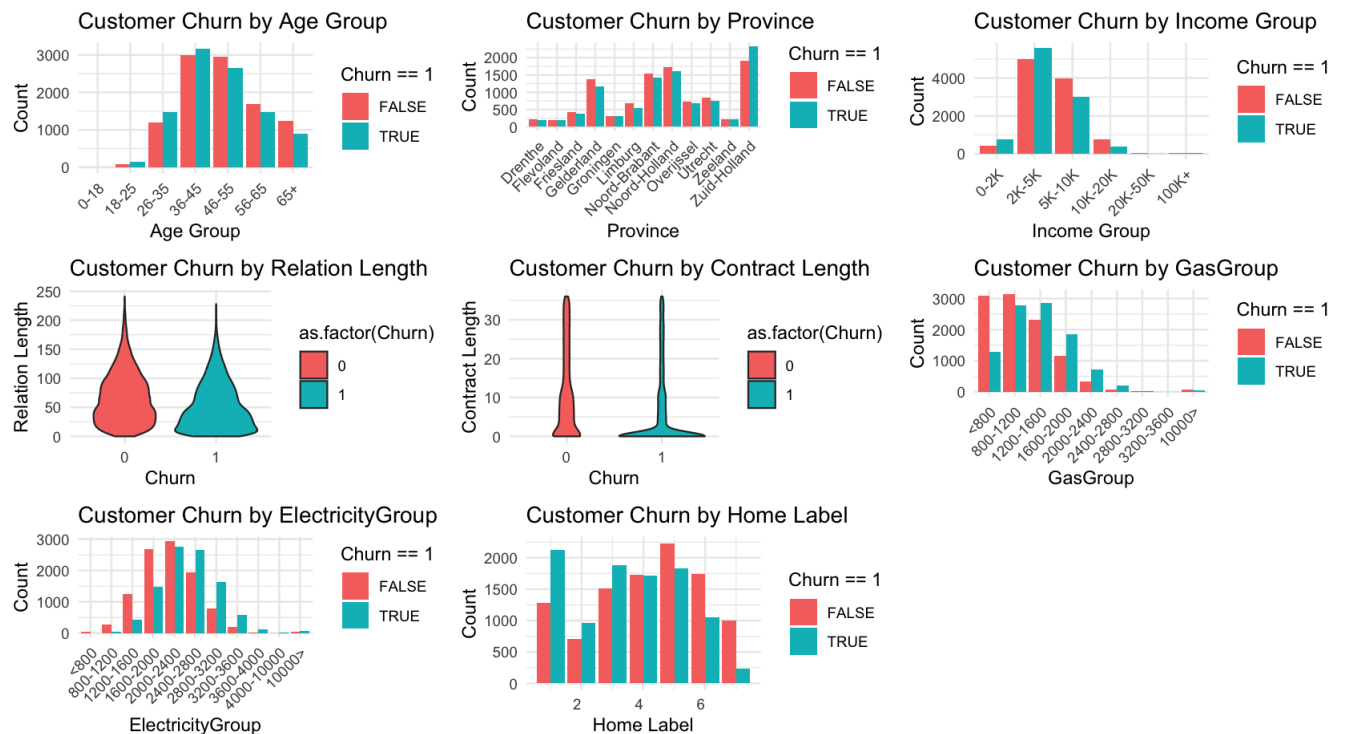 Customer Churn by Age Group
Count
3000
2000
1000
0
0-18
18-25
26-35
36-45
46-55
56-65
65+
Age Group
Churn == 1
FALSE
TRUE
Customer Churn by Province
Count
2000
1500
1000
500
0
Drenthe
Flevoland
Friesland
Gelderland
Groningen
Limburg
Noord-Brabant
Noord-Holland
Overijssel
Utrecht
Zeeland
Zuid-Holland
Province
Churn == 1
FALSE
TRUE
Customer Churn by Income Group
Count
4000
2000
0
0-2K
2K-5K
5K-10K
10K-20K
20K-50K
100K+
Income Group
Churn == 1
FALSE
TRUE
Customer Churn by Relation Length
Relation Length
250
200
150
100
50
0
0
1
Churn
as.factor(Churn)
0
1
Customer Churn by Contract Length
Contract Length
30
20
10
0
0
1
Churn
as.factor(Churn)
0
1
Customer Churn by GasGroup
Count
3000
2000
1000
0
<800
800-1200
1200-1600
1600-2000
2000-2400
2400-2800
2800-3200
3200-3600
10000>
GasGroup
Churn == 1
FALSE
TRUE
Customer Churn by ElectricityGroup
Count
3000
2000
1000
0
<800
800-1200
1200-1600
1600-2000
2000-2400
2400-2800
2800-3200
3200-3600
3600-4000
4000-10000
10000>
ElectricityGroup
Churn == 1
FALSE
TRUE
Customer Churn by Home Label
Count
2000
1500
1000
500
0
2
4
6
Home Label
Churn == 1
FALSE
TRUE